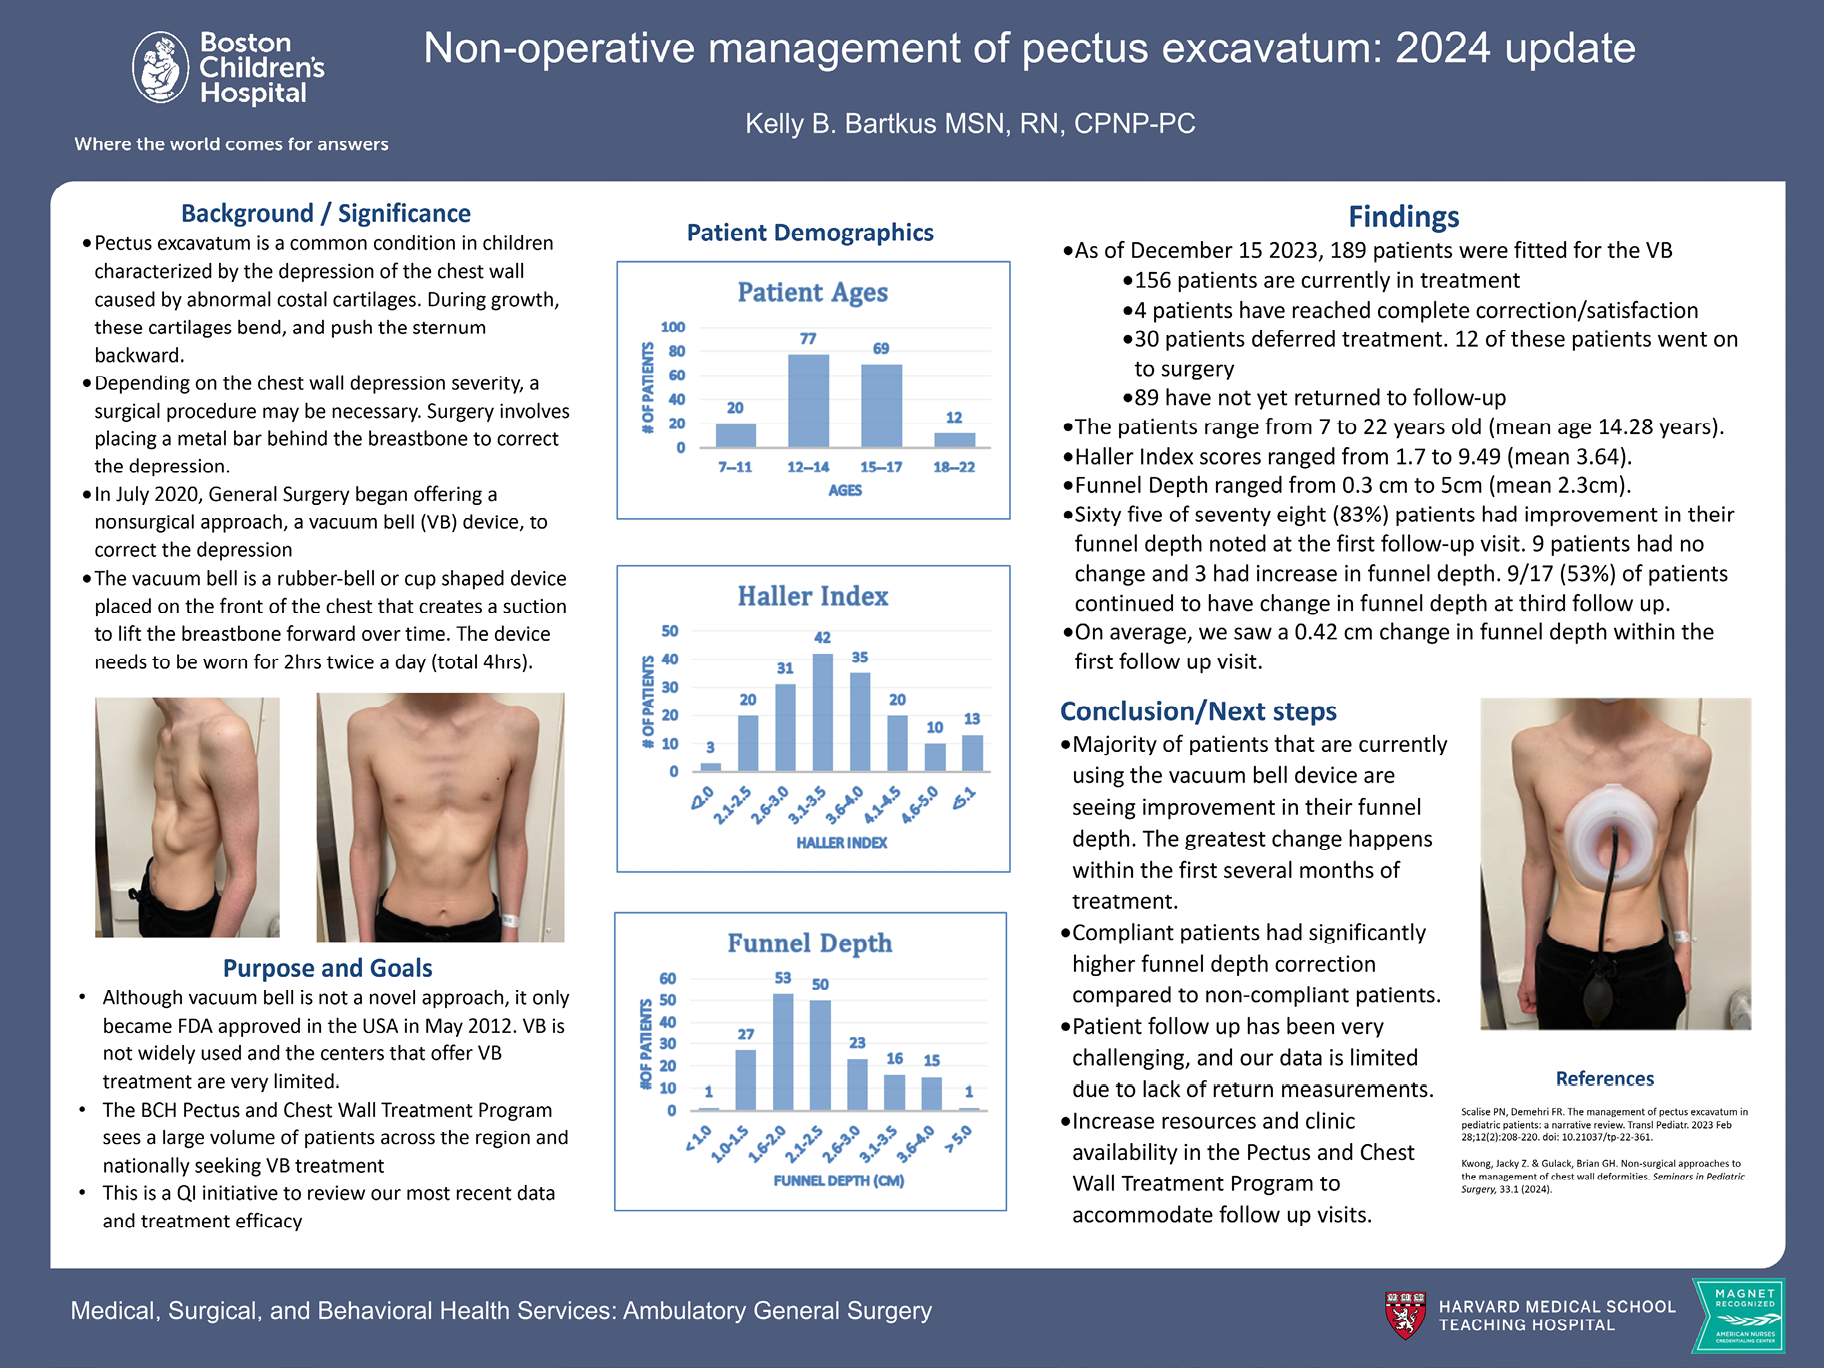 Boston
Children's
Hospital
Where the world comes for answers
Non-operative management of pectus excavatum: 2024 update
Kelly B. Bartkus MSN, RN, CPNP-PC
Background / Significance
•Pectus excavatum is a common condition in children
characterized by the depression of the chest wall
caused by abnormal costal cartilages. During growth,
these cartilages bend, and push the sternum
backward.
•Depending on the chest wall depression severity, a
surgical procedure may be necessary. Surgery involves
placing a metal bar behind the breastbone to correct
the depression.
•In July 2020, General Surgery began offering a
nonsurgical approach, a vacuum bell (VB) device, to
correct the depression
•The vacuum bell is a rubber-bell or cup shaped device
placed on the front of the chest that creates a suction
to lift the breastbone forward over time. The device
needs to be worn for 2hrs twice a day (total 4hrs).
Purpose and Goals
• Although vacuum bell is not a novel approach, it only
became FDA approved in the USA in May 2012. VB is
not widely used and the centers that offer VB
treatment are very limited.
• The BCH Pectus and Chest Wall Treatment Program
sees a large volume of patients across the region and
nationally seeking VB treatment
• This is a QI initiative to review our most recent data
and treatment efficacy
Patient Demographics
Patient Ages
# OF PATIENTS
100
80
60
40
20
0
20
77
69
12
7–11 12–14 15–17 18–22
AGES
Haller Index
# OF PATIENTS
50
40
30
20
10
0
3
20
31
42
35
20
10
13
<2.0 2.1-2.5 2.6-3.0 3.1-3.5 3.6-4.0 4.1-4.5 4.6-5.0 <5.1
HALLER INDEX
Funnel Depth
#OF PATIENTS
60
50
40
30
20
10
0
1
27
53
50
23
16
15
1
< 1.0 1.0-1.5 1.6-2.0 2.1-2.5 2.6-3.0 3.1-3.5 3.6-4.0 > 5.0
FUNNEL DEPTH (CM)
Findings
•As of December 15 2023, 189 patients were fitted for the VB
•156 patients are currently in treatment
•4 patients have reached complete correction/satisfaction
•30 patients deferred treatment. 12 of these patients went on
to surgery
•89 have not yet returned to follow-up
•The patients range from 7 to 22 years old (mean age 14.28 years).
•Haller Index scores ranged from 1.7 to 9.49 (mean 3.64).
•Funnel Depth ranged from 0.3 cm to 5cm (mean 2.3cm).
•Sixty five of seventy eight (83%) patients had improvement in their
funnel depth noted at the first follow-up visit. 9 patients had no
change and 3 had increase in funnel depth. 9/17 (53%) of patients
continued to have change in funnel depth at third follow up.
•On average, we saw a 0.42 cm change in funnel depth within the
first follow up visit.
Conclusion/Next steps
•Majority of patients that are currently
using the vacuum bell device are
seeing improvement in their funnel
depth. The greatest change happens
within the first several months of
treatment.
•Compliant patients had significantly
higher funnel depth correction
compared to non-compliant patients.
•Patient follow up has been very
challenging, and our data is limited
due to lack of return measurements.
•Increase resources and clinic
availability in the Pectus and Chest
Wall Treatment Program to
accommodate follow up visits.
References
Scalise PN, Demehri FR. The management of pectus excavatum in
pediatric patients: a narrative review. Transl Pediatr. 2023 Feb
28;12(2):208-220. doi: 10.21037/tp-22-361.
Kwong, Jacky Z. & Gulack, Brian GH. Non-surgical approaches to
the management of chest wall deformities. Seminars in Pediatric
Surgery, 33.1 (2024).
Medical, Surgical, and Behavioral Health Services: Ambulatory General Surgery
HARVARD MEDICAL SCHOOL
TEACHING HOSPITAL
MAGNET
RECOGNIZED
AMERICAN NURSES
CREDENTIALING CENTER